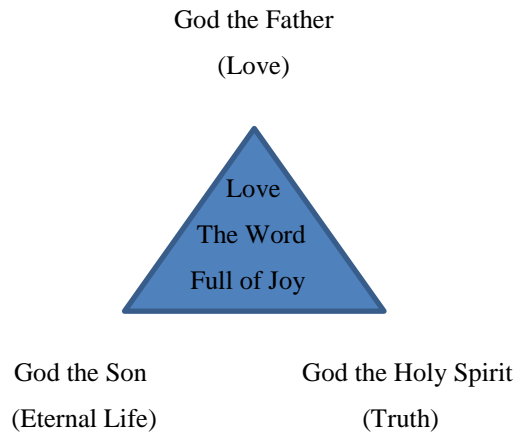 God the Father
(Love)
Love
The Word
Full of Joy
God the Son God the Holy Spirit
(Eternal Life) (Truth)